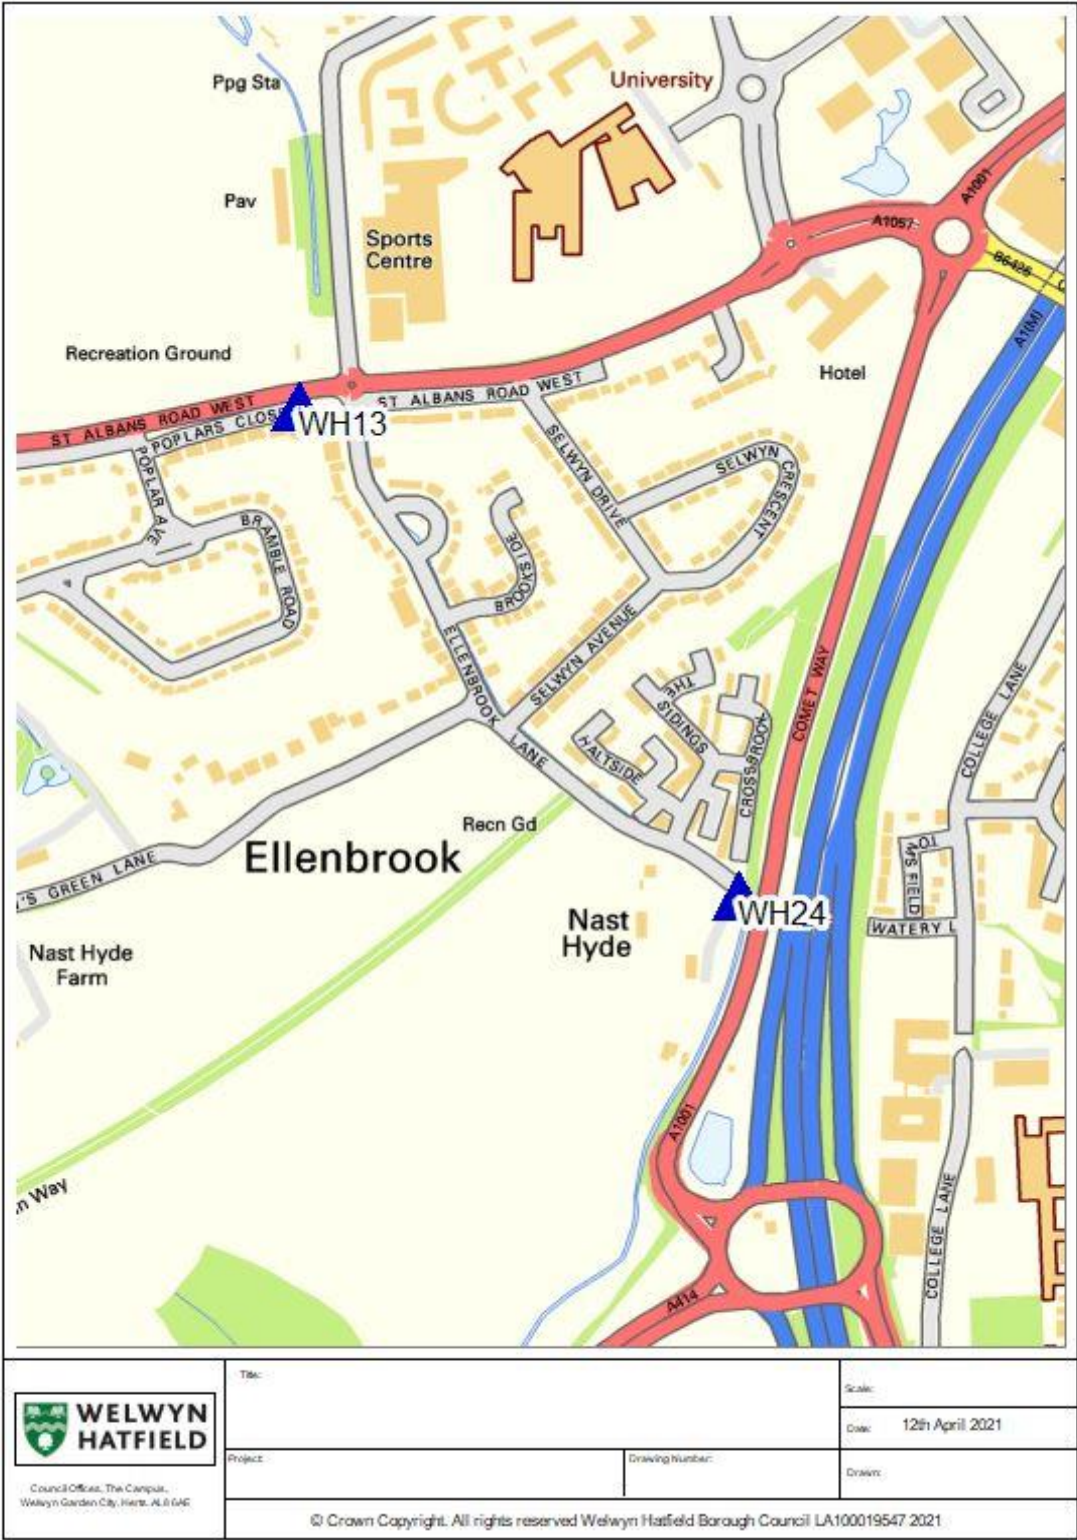 Ppg Sta
University
Pav
A1001
A1057
Sports
Centre
B6426
A1(M)
Recreation Ground
Hotel
ST ALBANS ROAD WEST
ST ALBANS ROAD WEST
POPLARS CLOS
WH13
POPLAR AVE
SELWYN DRIVE
SELWYN
CRESCENT
BRAMBLE ROAD
BROOKSIDE
ELLENBROOK
LANE
SELWYN AVENUE
THE
SIDINGS
HALTSIDE
CROSSBROOK
COMET WAY
COLLEGE LANE
Recn Gd
Ellenbrook
'S GREEN LANE
TO
M'S FIELD
WH24
WATERY L
Nast
Hyde
Nast Hyde
Farm
A1001
n Way
COLLEGE LANE
A414
WELWYN
HATFIELD
Council Offices, The Campus,
Welwyn Garden City, Herts. AL8 6AE
Title:
Scale:
Date: 12th April 2021
Project:
Drawing Number:
Drawn:
© Crown Copyright. All rights reserved Welwyn Hatfield Borough Council LA100019547 2021